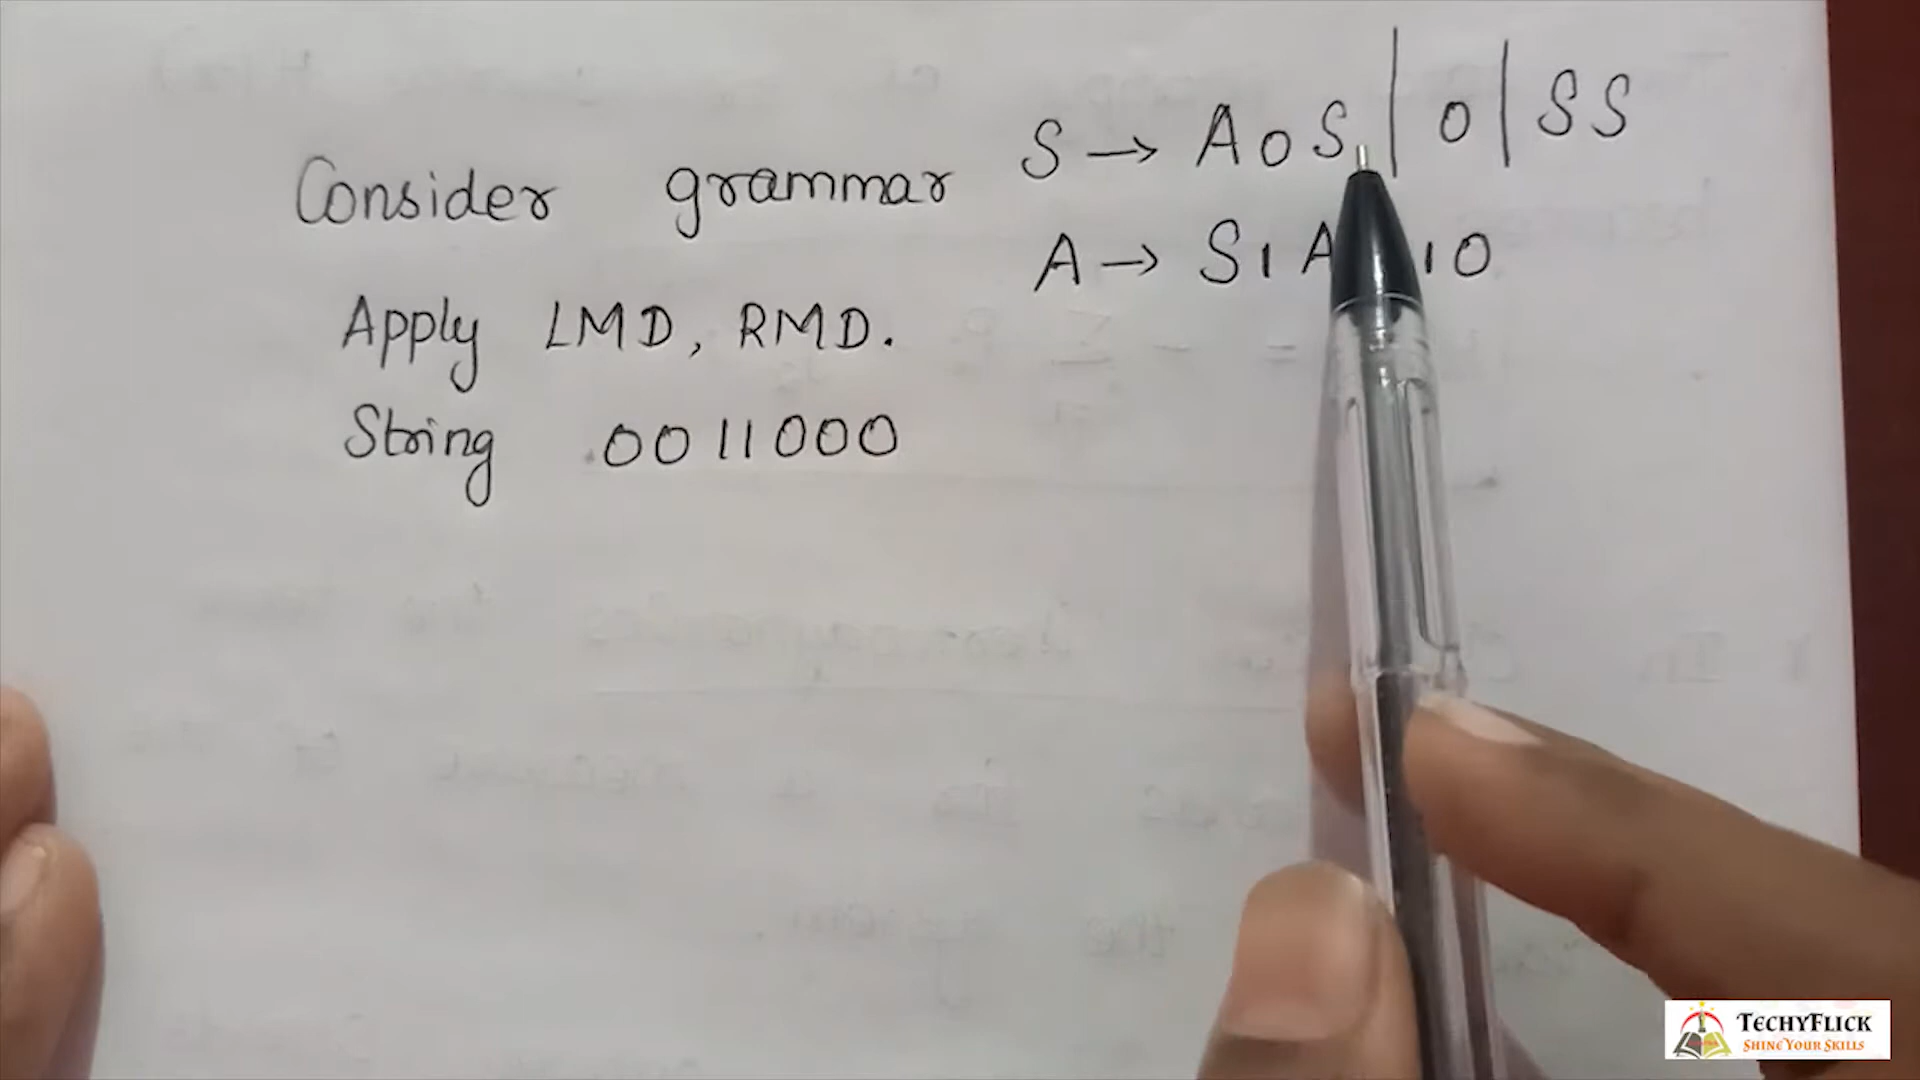 Consider grammar S → A0S | 0 | SS
A → S1A 10
Apply LMD, RMD.
String 0011000
TECHYFLICK
SHINE YOUR SKILLS